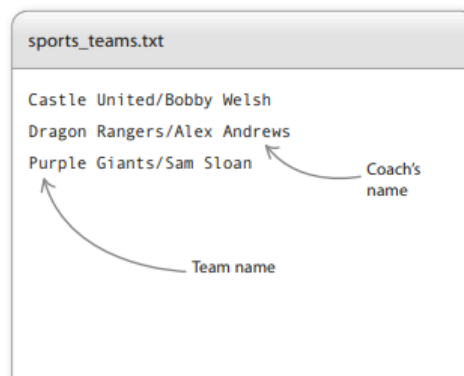 sports_teams.txt
Castle United/Bobby Welsh
Dragon Rangers/Alex Andrews
Purple Giants/Sam Sloan
Coach's
name
Team name